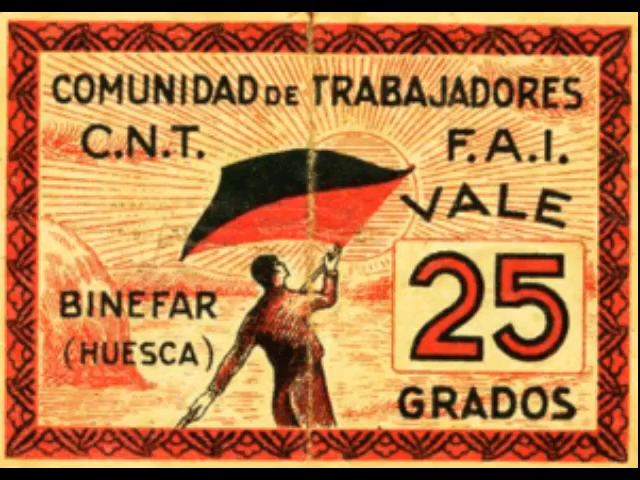 COMUNIDAD DE TRABAJADORES
C.N.T. F.A.I.
VALE
25
GRADOS
BINEFAR
(HUESCA)